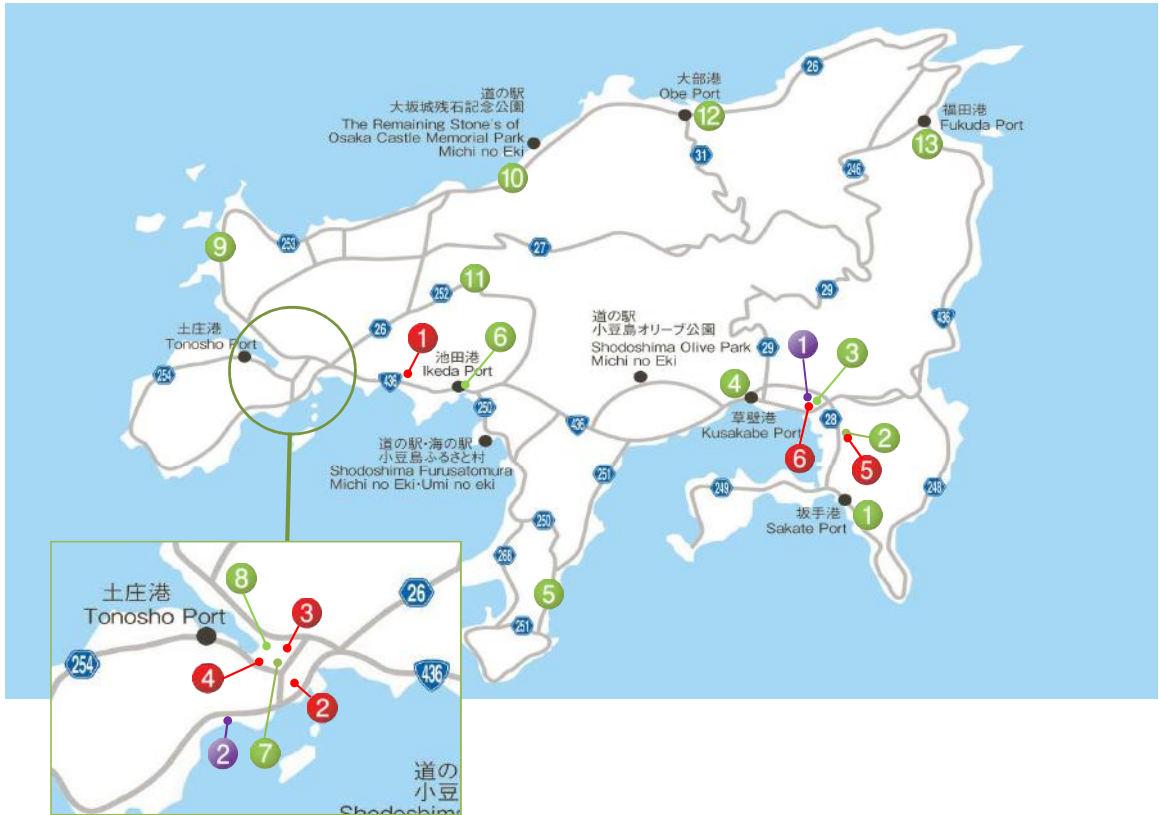 大部港
Obe Port
26
12
道の駅
大坂城残石記念公園
The Remaining Stone's of
Osaka Castle Memorial Park
Michi no Eki
福田港
Fukuda Port
13
31
246
10
9
253
27
11
252
29
26
道の駅
小豆島オリーブ公園
Shodoshima Olive Park
Michi no Eki
436
土庄港
Tonosho Port
1
6
29
1
3
池田港
Ikeda Port
254
436
4
250
草壁港
Kusakabe Port
28
436
2
6
5
道の駅・海の駅
小豆島ふるさと村
Shodoshima Furusatomura
Michi no Eki・Umi no eki
251
249
248
坂手港
Sakate Port
1
250
268
5
251
8
土庄港
Tonosho Port
3
26
254
4
436
2
2
7
道の
小豆
Shodoshim